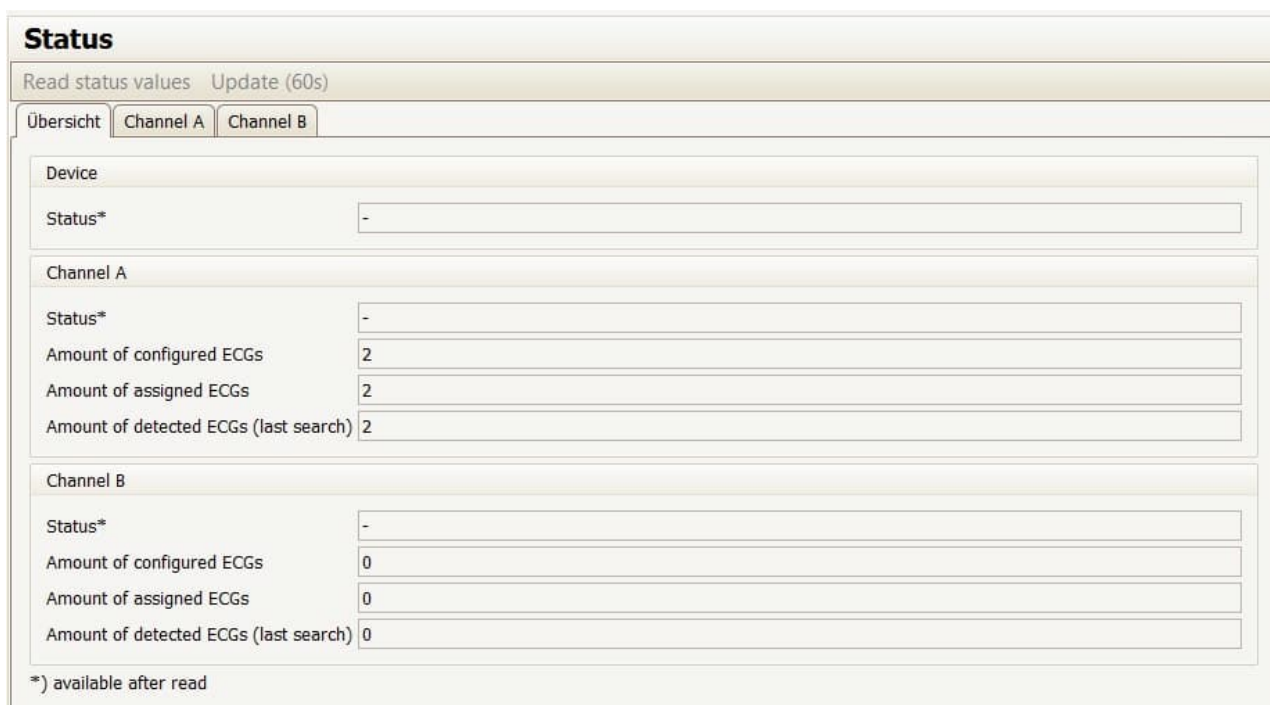 Status
Read status values Update (60s)
Übersicht Channel A Channel B
Device
Status* -
Channel A
Status* -
Amount of configured ECGs 2
Amount of assigned ECGs 2
Amount of detected ECGs (last search) 2
Channel B
Status* -
Amount of configured ECGs 0
Amount of assigned ECGs 0
Amount of detected ECGs (last search) 0
*) available after read